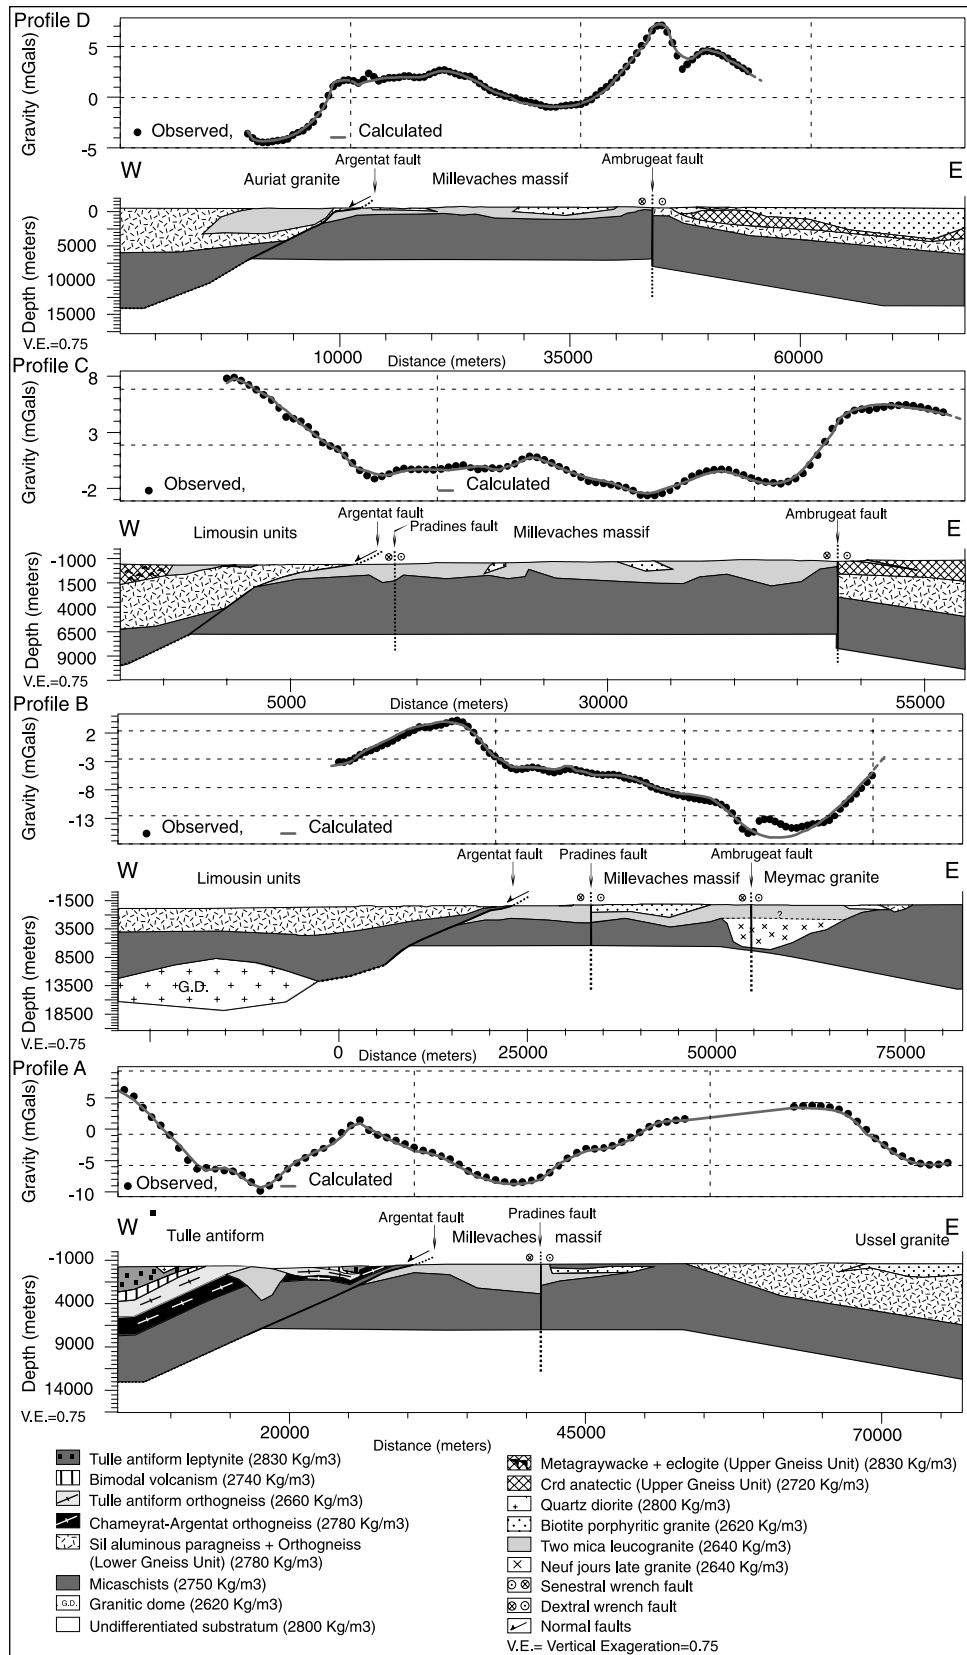 Profile D
Gravity (mGals)
5
0
-5
Observed,
Calculated
Argentat fault
Ambrugeat fault
W
E
Auriat granite
Millevaches massif
Depth (meters)
0
5000
10000
15000
V.E.=0.75
10000
35000
60000
Distance (meters)
Profile C
Gravity (mGals)
8
3
-2
Observed,
Calculated
Argentat fault
Pradines fault
Ambrugeat fault
W
E
Limousin units
Millevaches massif
Depth (meters)
-1000
1500
4000
6500
9000
V.E.=0.75
5000
30000
55000
Distance (meters)
Profile B
Gravity (mGals)
2
-3
-8
-13
Observed,
Calculated
Argentat fault
Pradines fault
Ambrugeat fault
W
E
Limousin units
Millevaches massif
Meymac granite
?
G.D.
Depth (meters)
-1500
3500
8500
13500
18500
V.E.=0.75
0
25000
50000
75000
Distance (meters)
Profile A
Gravity (mGals)
5
0
-5
-10
Observed,
Calculated
Pradines fault
Argentat fault
W
E
Tulle antiform
Millevaches massif
Ussel granite
Depth (meters)
-1000
4000
9000
14000
V.E.=0.75
20000
45000
70000
Distance (meters)
Tulle antiform leptynite (2830 Kg/m3)
Bimodal volcanism (2740 Kg/m3)
Tulle antiform orthogneiss (2660 Kg/m3)
Chameyrat-Argentat orthogneiss (2780 Kg/m3)
Sil aluminous paragneiss + Orthogneiss
(Lower Gneiss Unit) (2780 Kg/m3)
Micaschists (2750 Kg/m3)
G.D. Granitic dome (2620 Kg/m3)
Undifferentiated substratum (2800 Kg/m3)
Metagraywacke + eclogite (Upper Gneiss Unit) (2830 Kg/m3)
Crd anatectic (Upper Gneiss Unit) (2720 Kg/m3)
Quartz diorite (2800 Kg/m3)
Biotite porphyritic granite (2620 Kg/m3)
Two mica leucogranite (2640 Kg/m3)
Neuf jours late granite (2640 Kg/m3)
Senestral wrench fault
Dextral wrench fault
Normal faults
V.E.= Vertical Exageration=0.75